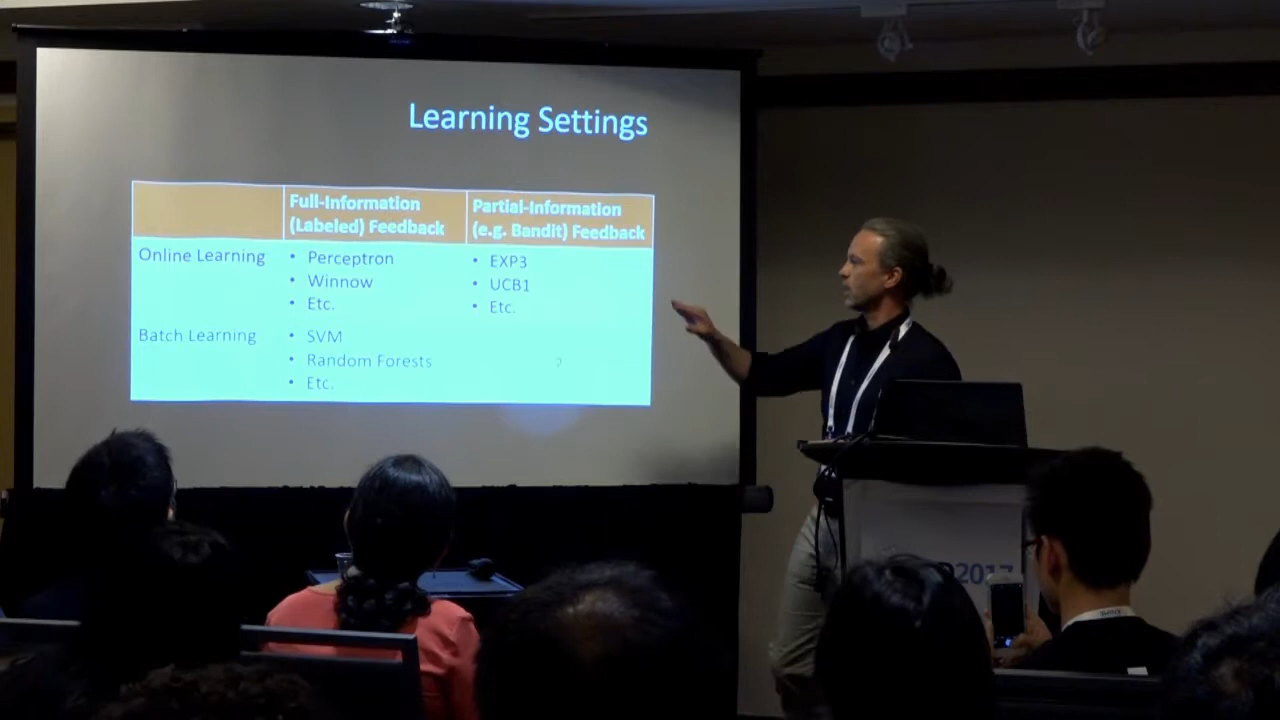 Learning Settings
Full-Information
(Labeled) Feedback
Partial-Information
(e.g. Bandit) Feedback
Online Learning
• Perceptron
• Winnow
• Etc.
• EXP3
• UCB1
• Etc.
Batch Learning
• SVM
• Random Forests
• Etc.
?
2017